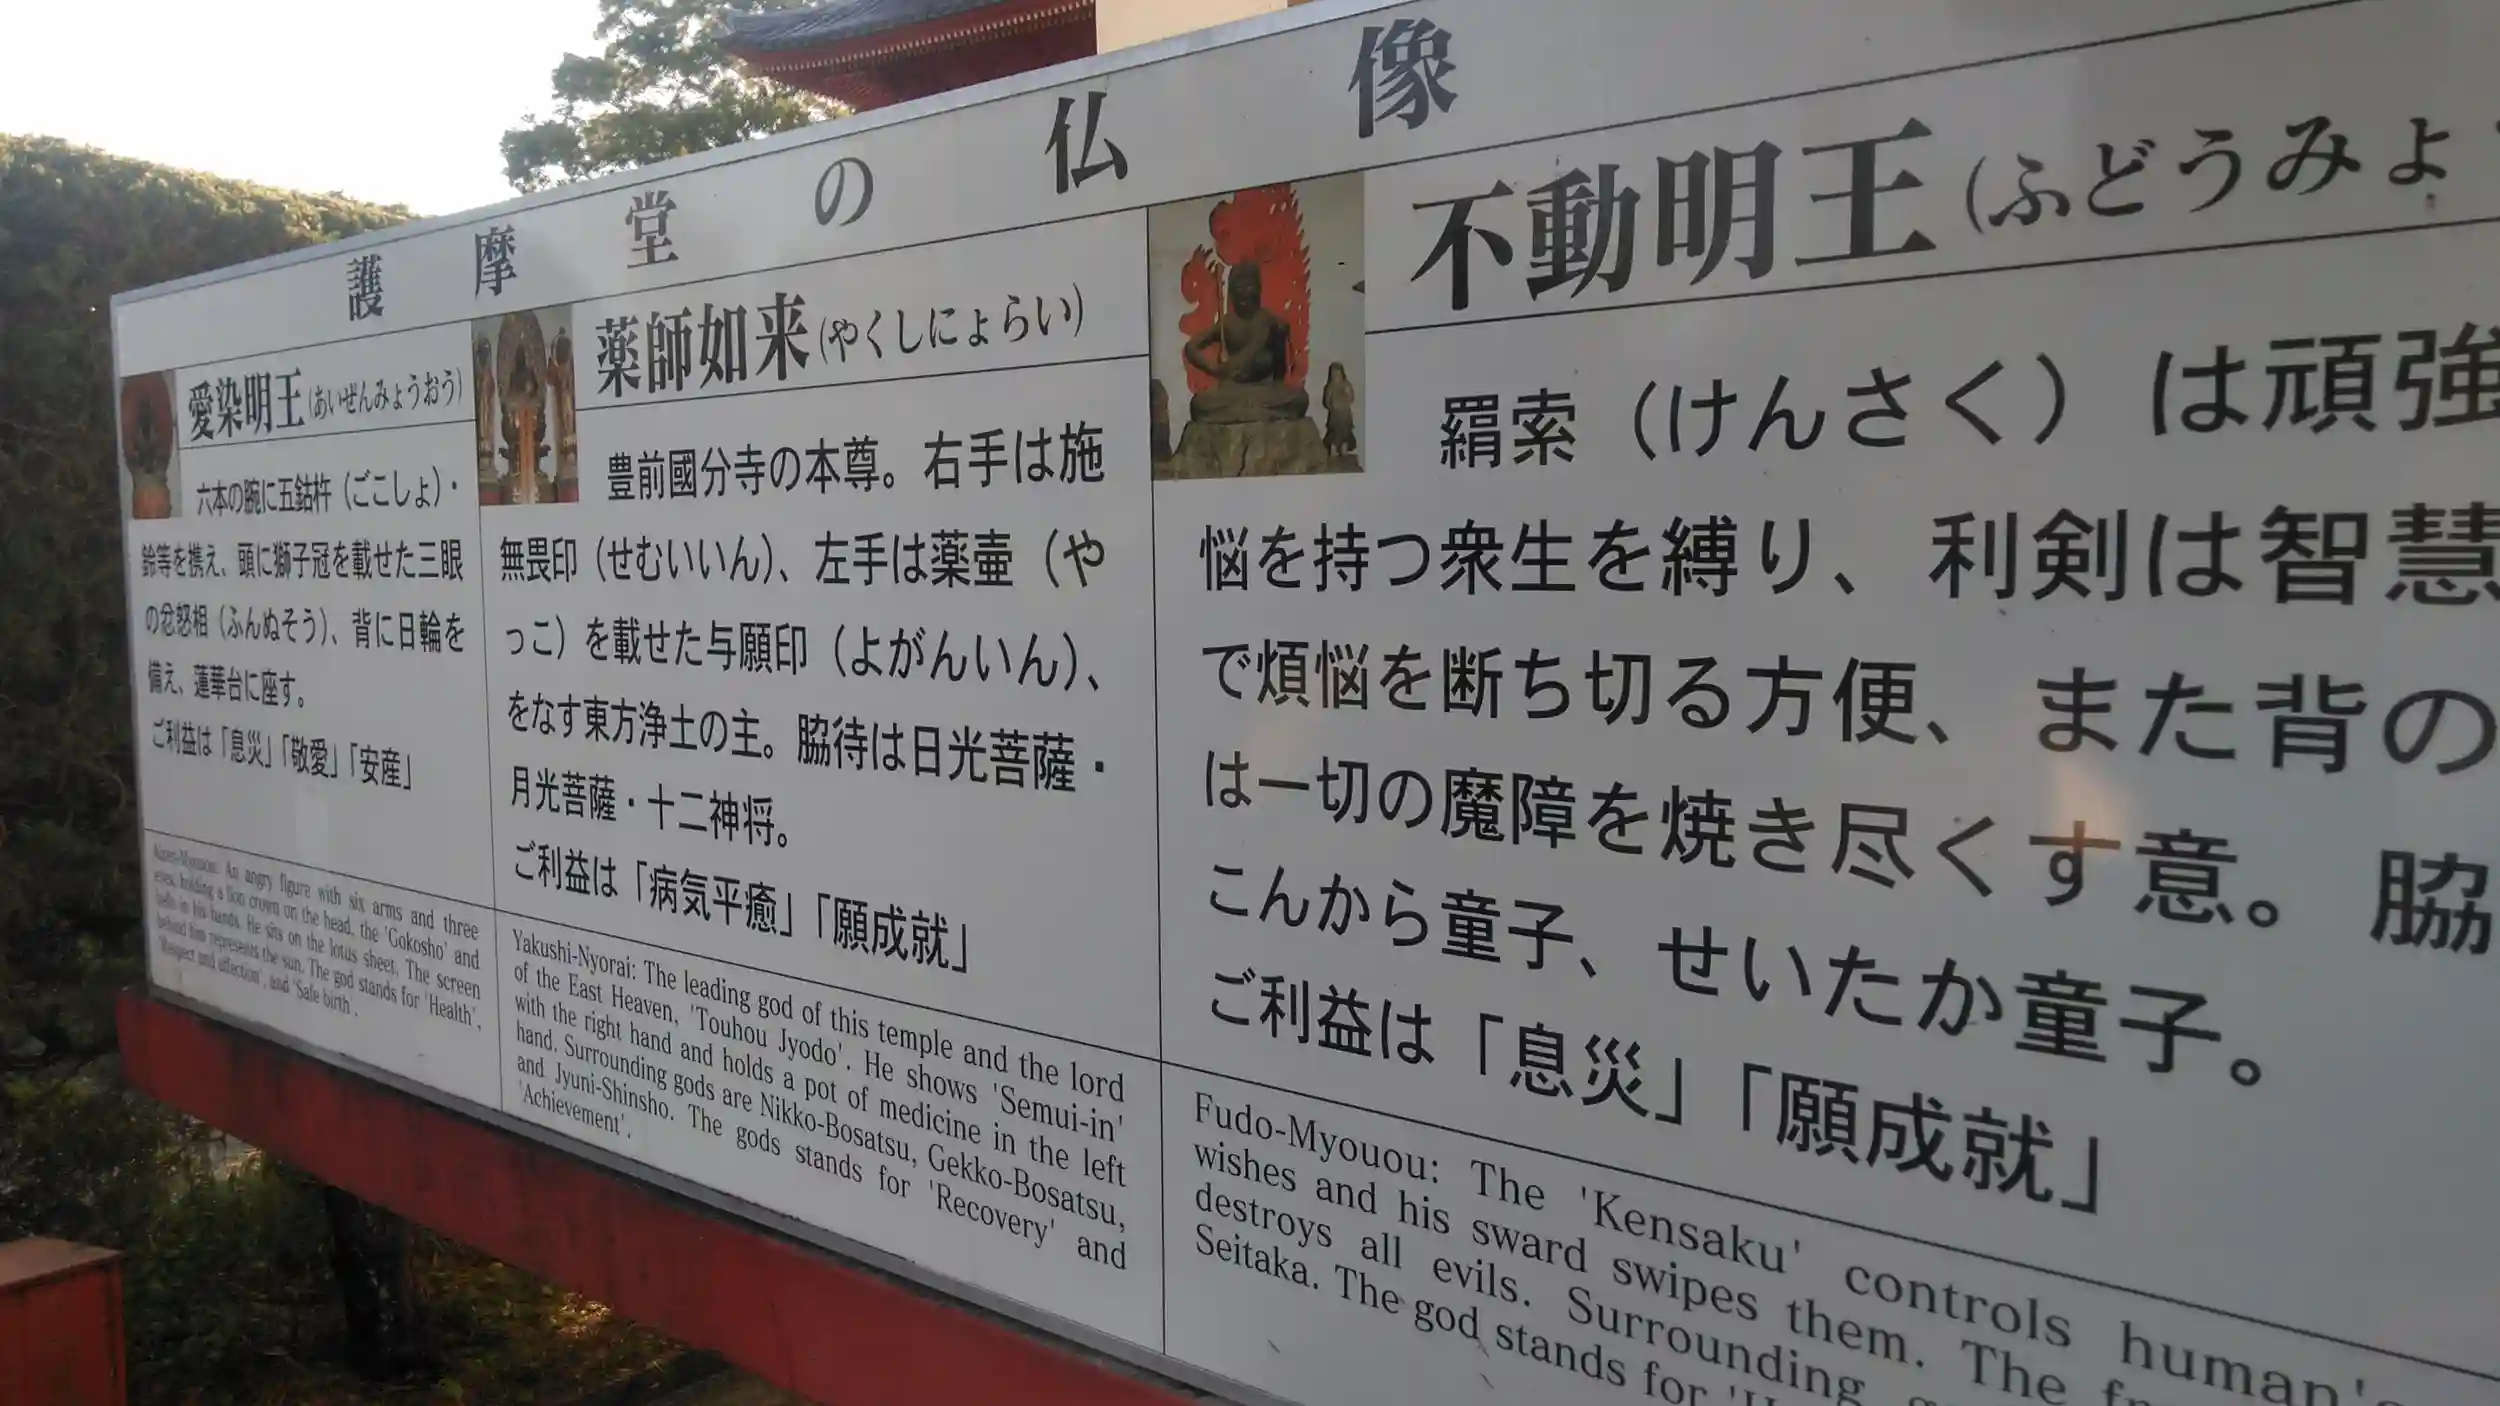 護摩堂の仏像
愛染明王(あいぜんみょうおう)
六本の腕に五鈷杵(ごこしょ)・
鈴等を携え、頭に獅子冠を載せた三眼
の忿怒相(ふんぬそう)、背に日輪を
備え、蓮華台に座す。
ご利益は「息災」「敬愛」「安産」
Aizen-Myouou: An angry figure with six arms and three
eyes, holding a lion crown on the head, the 'Gokosho' and
bells in his hands. He sits on the lotus sheet. The screen
behind him represents the sun. The god stands for 'Health',
'Respect and affection', and 'Safe birth'.
薬師如来(やくしにょらい)
豊前國分寺の本尊。右手は施
無畏印(せむいいん)、左手は薬壷(や
っこ)を載せた与願印(よがんいん)、
をなす東方浄土の主。脇待は日光菩薩・
月光菩薩・十二神将。
ご利益は「病気平癒」「願成就」
Yakushi-Nyorai: The leading god of this temple and the lord
of the East Heaven, 'Touhou Jyodo'. He shows 'Semui-in'
with the right hand and holds a pot of medicine in the left
hand. Surrounding gods are Nikko-Bosatsu, Gekko-Bosatsu,
and Jyuni-Shinsho. The gods stands for 'Recovery' and
'Achievement'.
不動明王(ふどうみょ
羂索(けんさく)は頑強
悩を持つ衆生を縛り、利剣は智慧
で煩悩を断ち切る方便、また背の
は一切の魔障を焼き尽くす意。脇
こんから童子、せいたか童子。
ご利益は「息災」「願成就」
Fudo-Myouou: The 'Kensaku' controls human's
wishes and his sward swipes them. The
destroys all evils. Surrounding
Seitaka. The god stands for